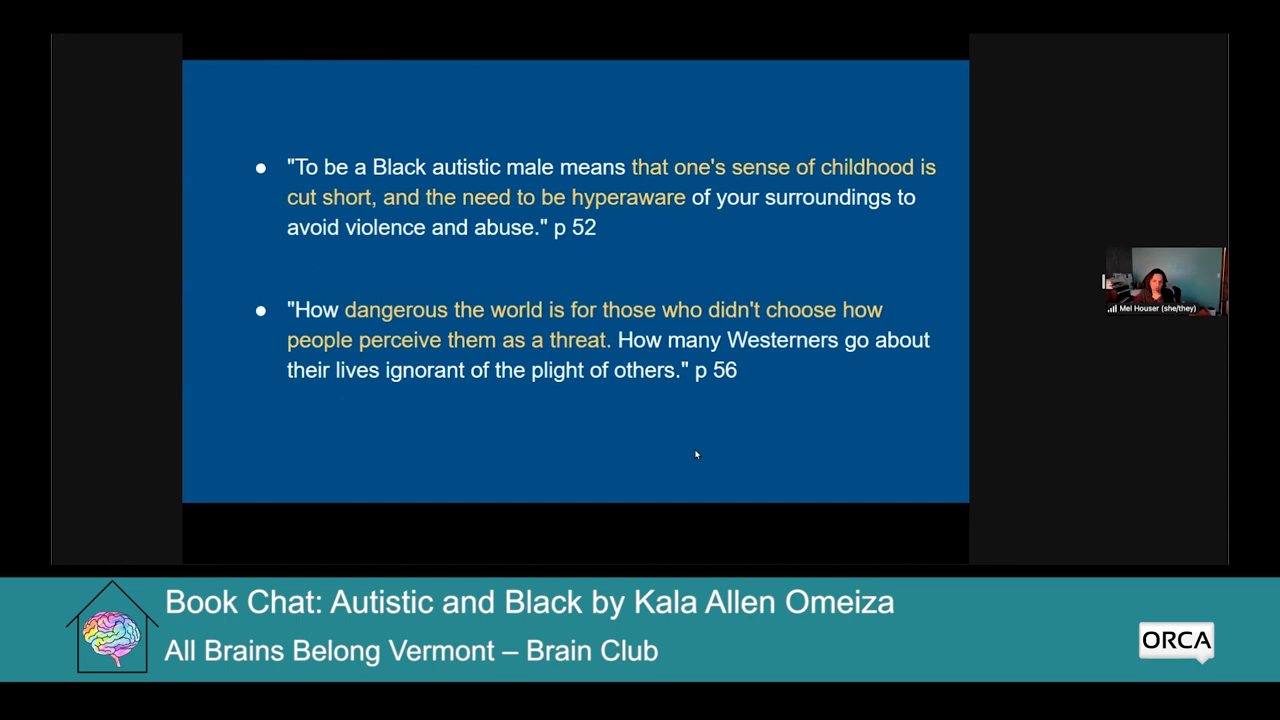 ● "To be a Black autistic male means that one's sense of childhood is
cut short, and the need to be hyperaware of your surroundings to
avoid violence and abuse." p 52
● "How dangerous the world is for those who didn't choose how
people perceive them as a threat. How many Westerners go about
their lives ignorant of the plight of others." p 56
Mel Houser (she/they)
Book Chat: Autistic and Black by Kala Allen Omeiza
All Brains Belong Vermont – Brain Club
ORCA